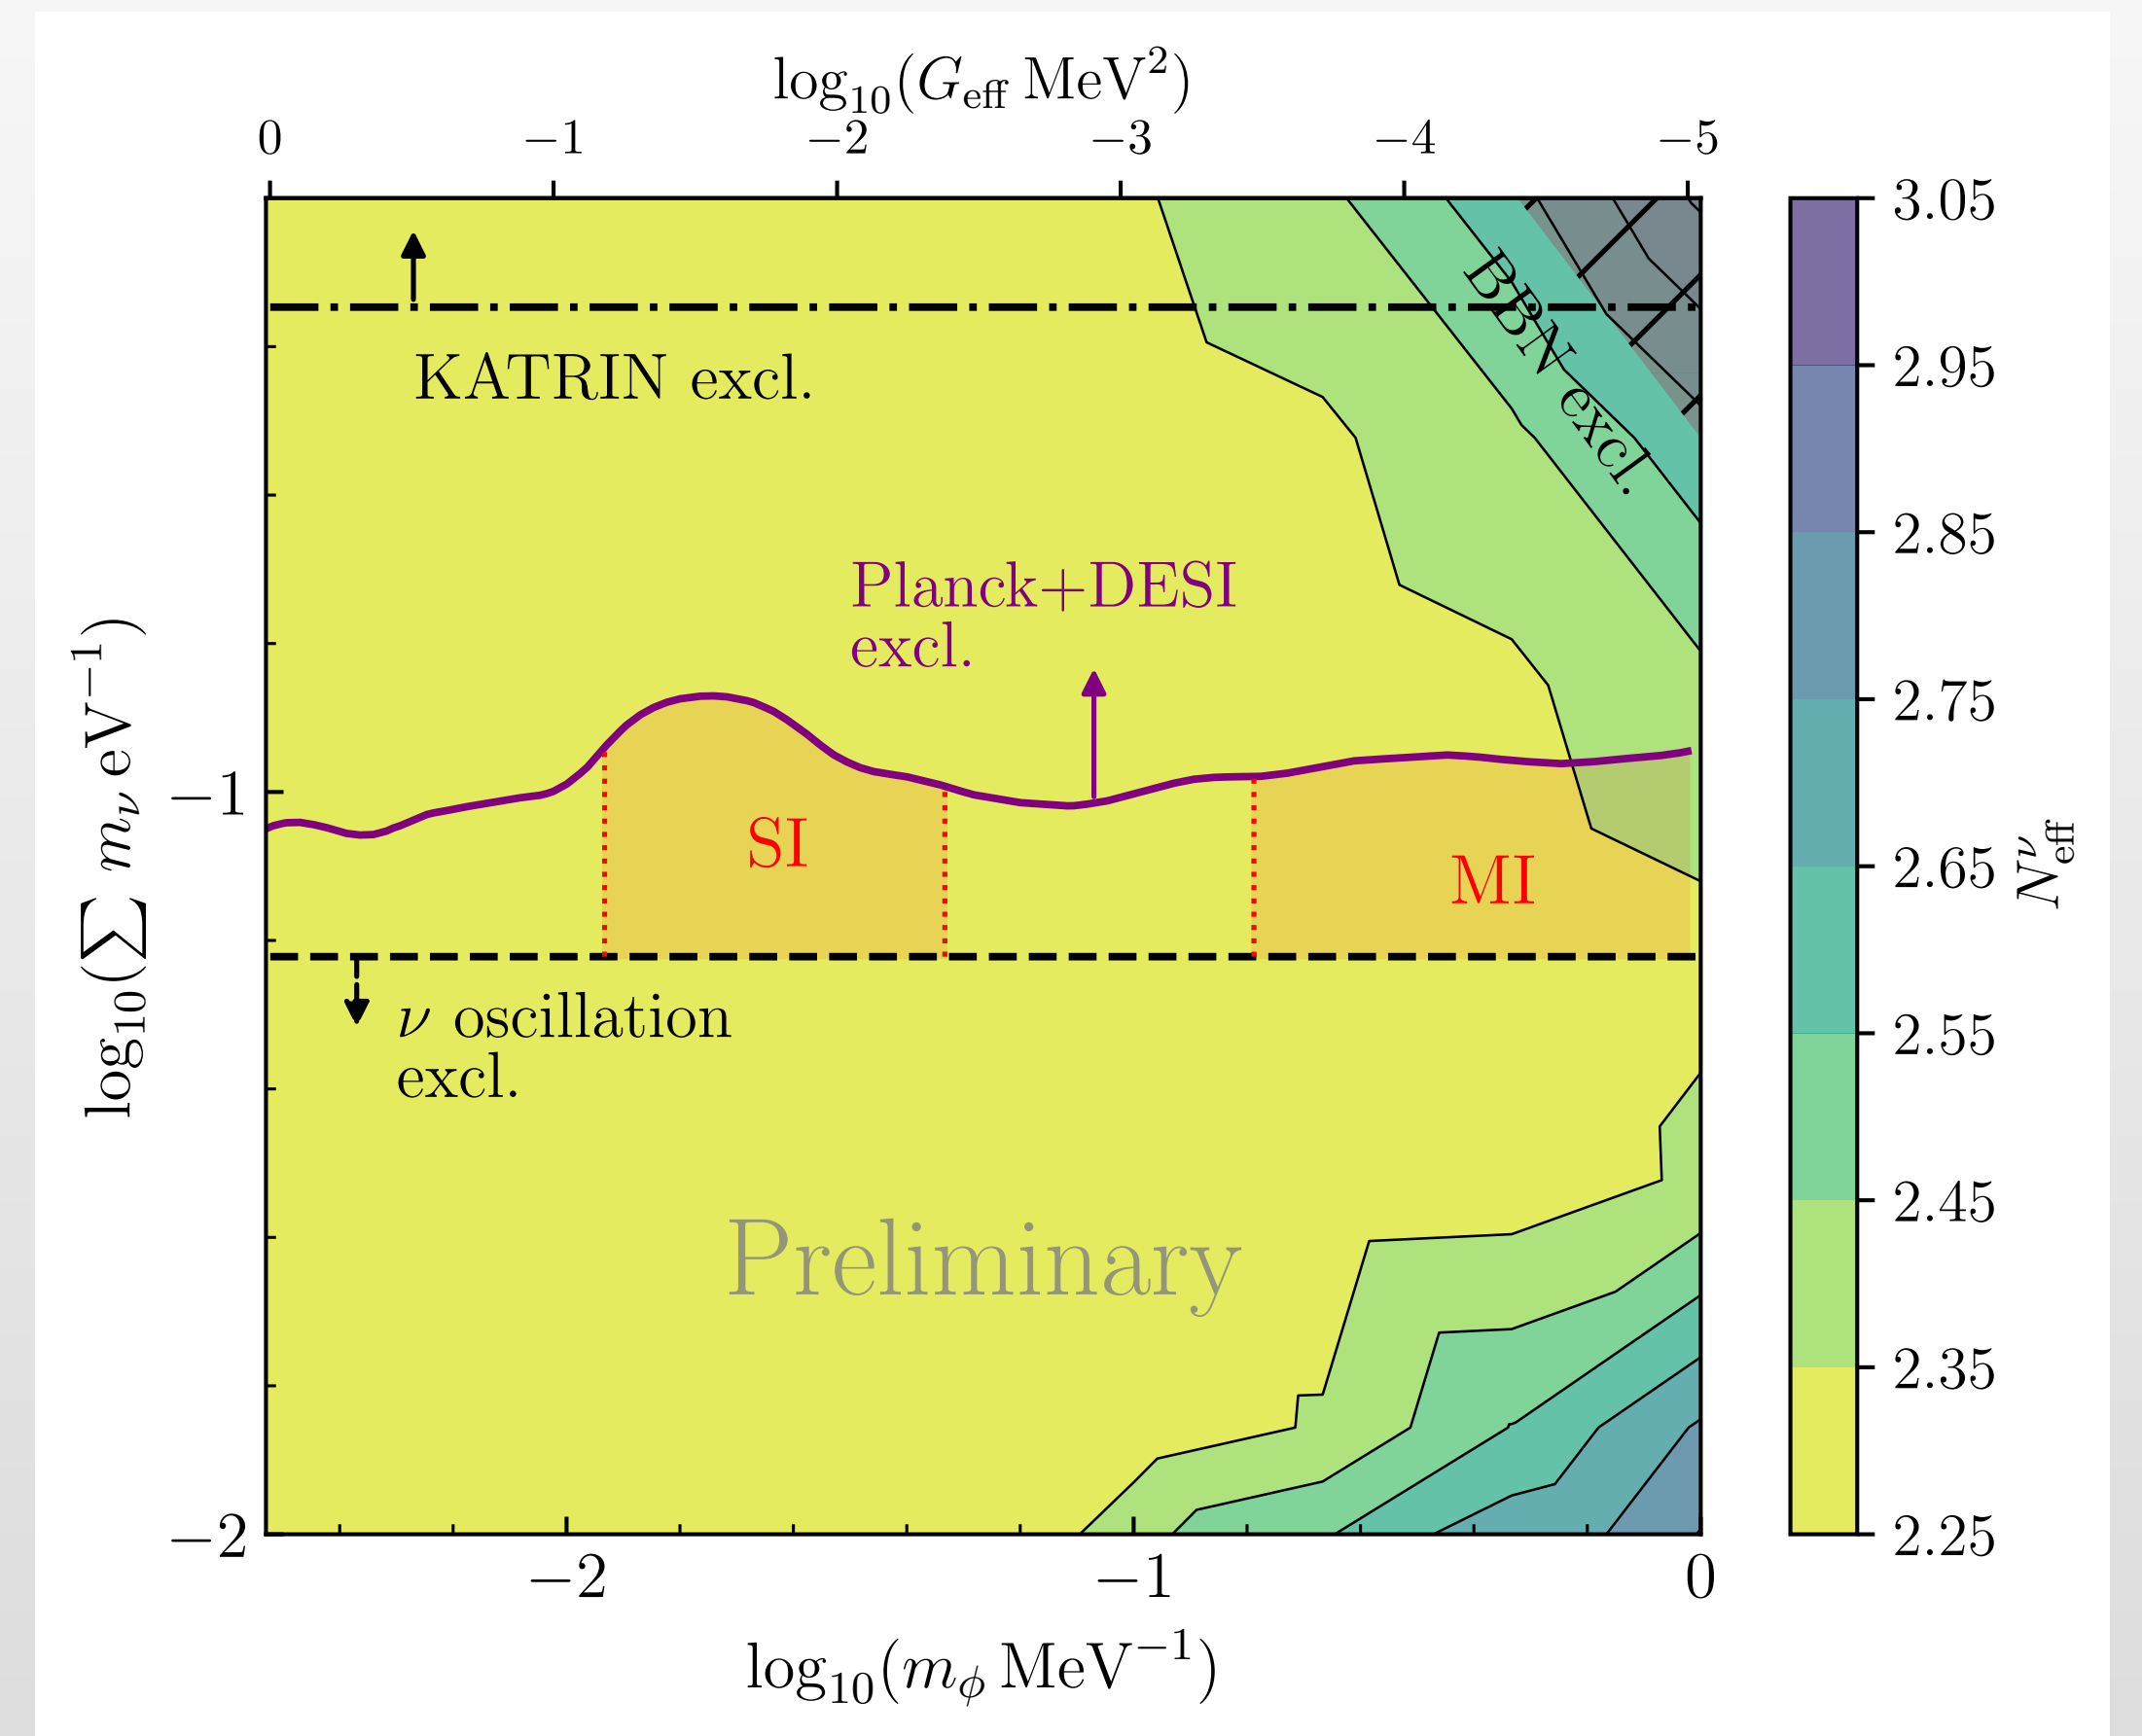 log₁₀(G_eff MeV²)
0 −1 −2 −3 −4 −5
KATRIN excl.
BBN excl.
Planck+DESI
excl.
SI
MI
ν oscillation
excl.
Preliminary
log₁₀(∑ m_ν eV⁻¹)
−1
−2
−2 −1 0
log₁₀(m_ϕ MeV⁻¹)
3.05
2.95
2.85
2.75
2.65
2.55
2.45
2.35
2.25
N_eff^ν